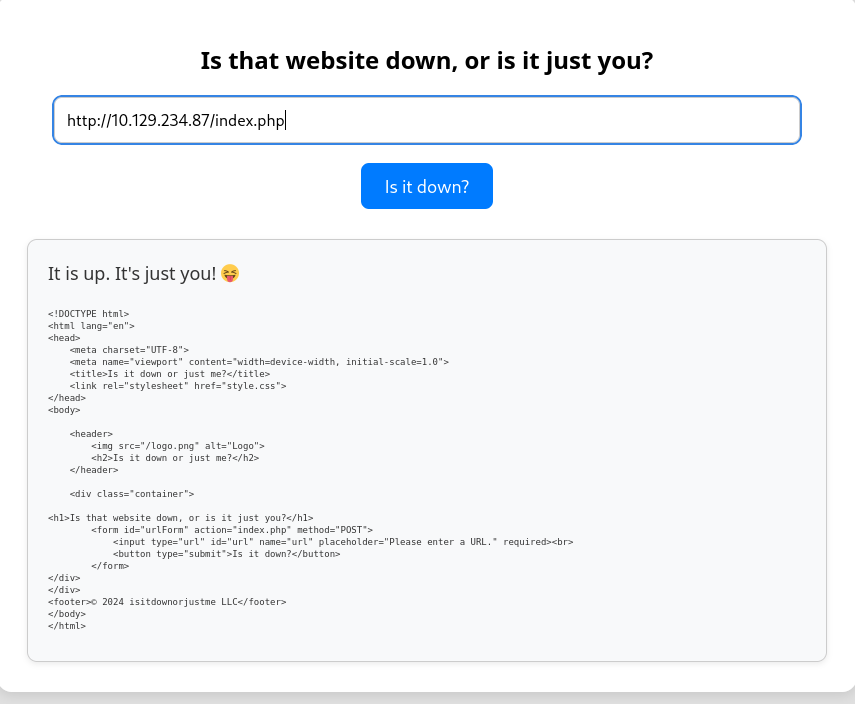 Is that website down, or is it just you?
http://10.129.234.87/index.php
Is it down?
It is up. It's just you! 😝
<!DOCTYPE html>
<html lang="en">
<head>
    <meta charset="UTF-8">
    <meta name="viewport" content="width=device-width, initial-scale=1.0">
    <title>Is it down or just me?</title>
    <link rel="stylesheet" href="style.css">
</head>
<body>
    <header>
        <img src="/logo.png" alt="Logo">
        <h2>Is it down or just me?</h2>
    </header>
    <div class="container">
<h1>Is that website down, or is it just you?</h1>
        <form id="urlForm" action="index.php" method="POST">
            <input type="url" id="url" name="url" placeholder="Please enter a URL." required><br>
            <button type="submit">Is it down?</button>
        </form>
</div>
</div>
<footer>© 2024 isitdownorjustme LLC</footer>
</body>
</html>